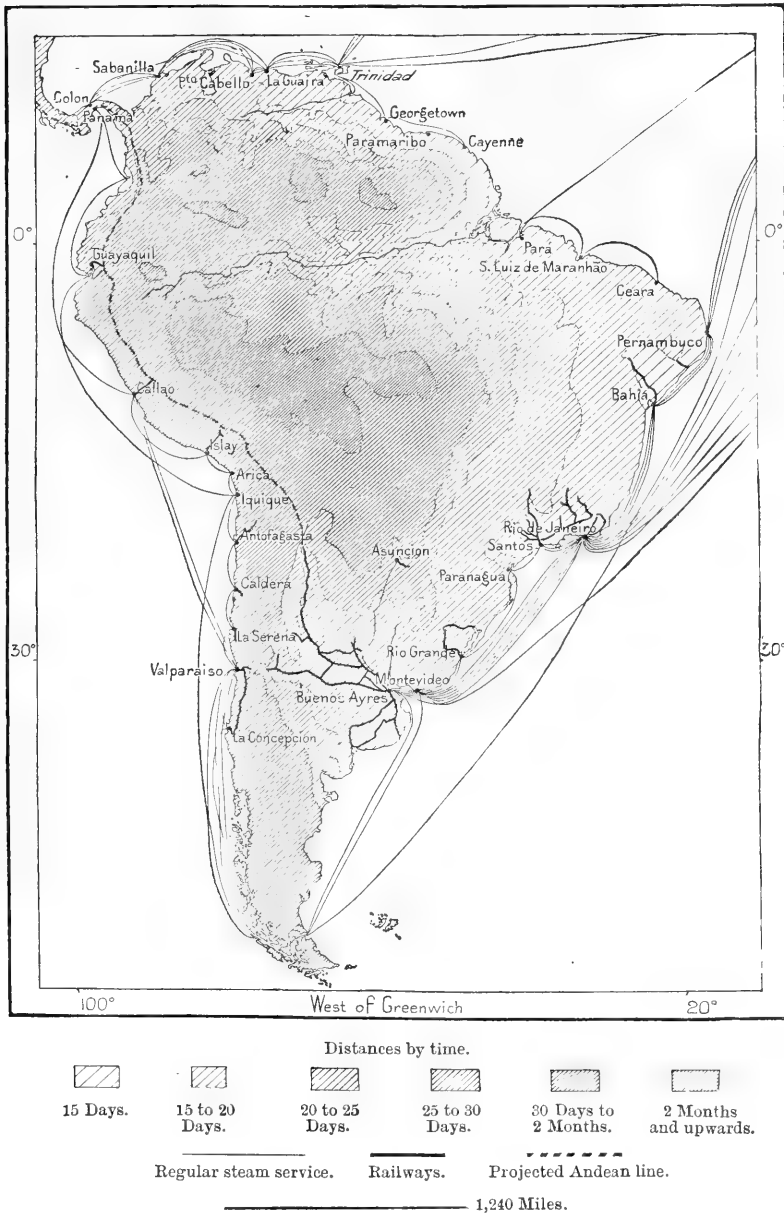 Sabanilla
Pto Cabello
La Guaira
Trinidad
Colon
Panama
Georgetown
Paramaribo
Cayenne
0°
0°
Guayaquil
Pará
S. Luiz de Maranhão
Ceara
Pernambuco
Callao
Bahia
Islay
Arica
Iquique
Rio de Janeiro
Antofagasta
Asuncion
Santos
Paranagua
Caldera
La Serena
Rio Grande
30°
30°
Valparaiso
Montevideo
Buenos Ayres
La Concepcion
100°
West of Greenwich
20°
Distances by time.
15 Days.
15 to 20
Days.
20 to 25
Days.
25 to 30
Days.
30 Days to
2 Months.
2 Months
and upwards.
Regular steam service.
Railways.
Projected Andean line.
1,240 Miles.